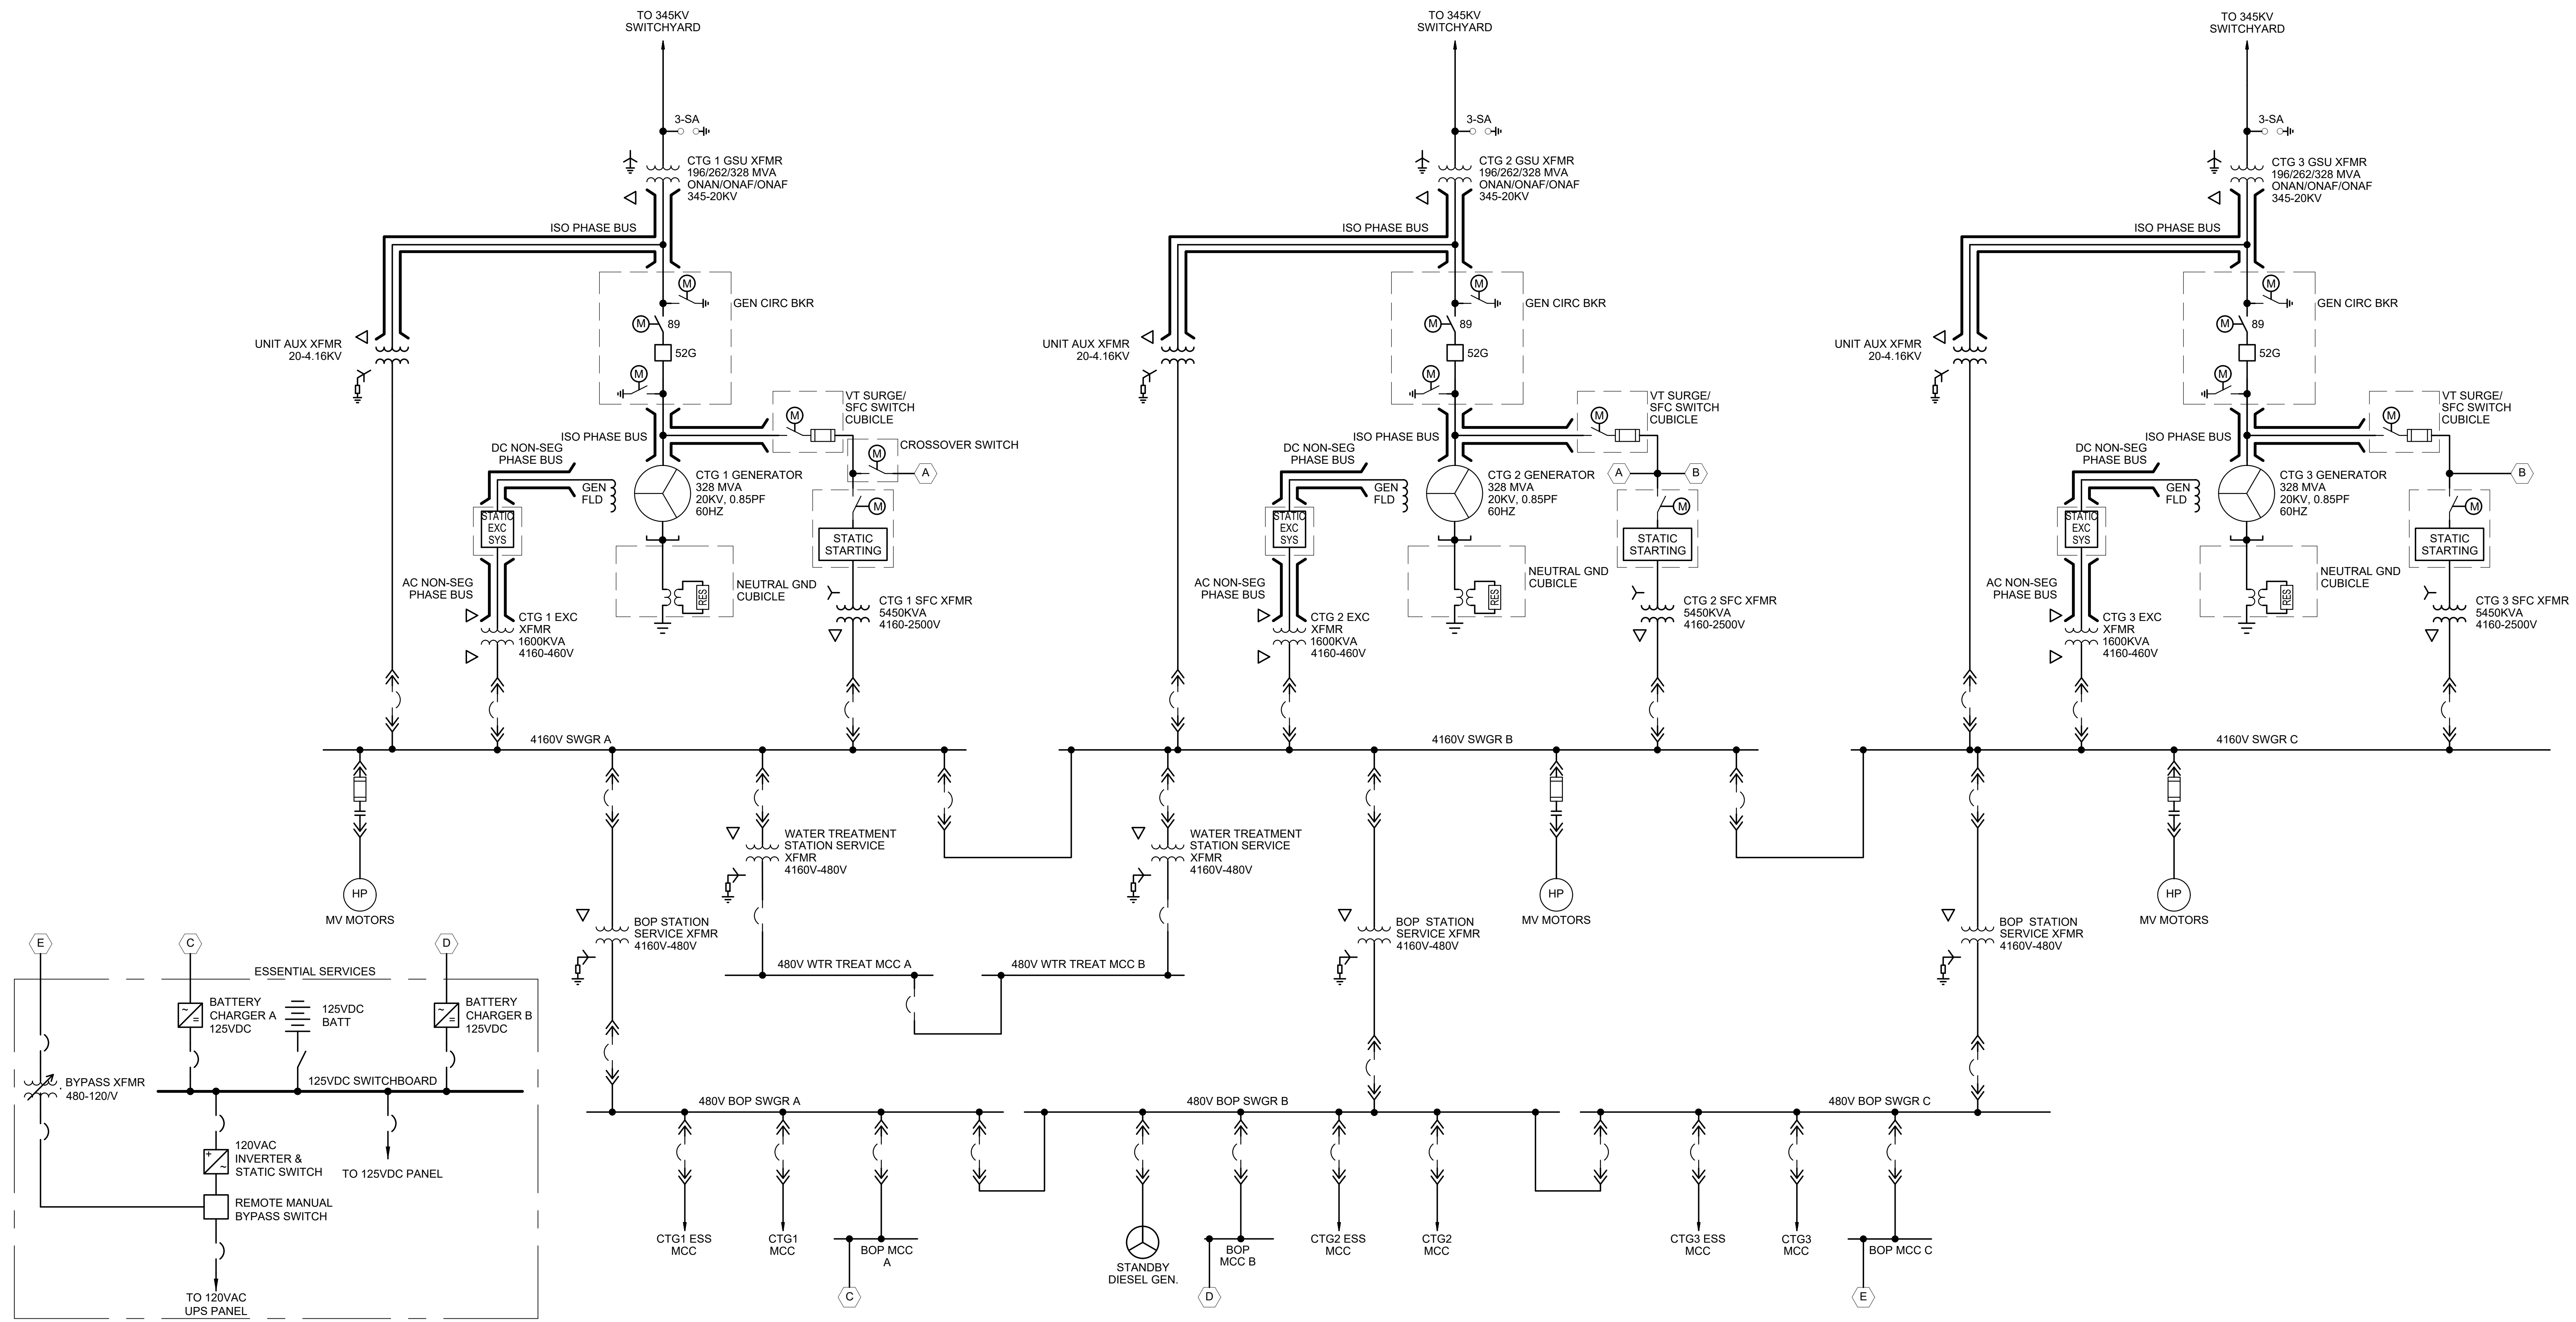 TO 345KV
SWITCHYARD
TO 345KV
SWITCHYARD
TO 345KV
SWITCHYARD
3-SA
3-SA
3-SA
CTG 1 GSU XFMR
196/262/328 MVA
ONAN/ONAF/ONAF
345-20KV
CTG 2 GSU XFMR
196/262/328 MVA
ONAN/ONAF/ONAF
345-20KV
CTG 3 GSU XFMR
196/262/328 MVA
ONAN/ONAF/ONAF
345-20KV
ISO PHASE BUS
ISO PHASE BUS
ISO PHASE BUS
M
GEN CIRC BKR
M
89
52G
M
M
GEN CIRC BKR
M
89
52G
M
M
GEN CIRC BKR
M
89
52G
M
UNIT AUX XFMR
20-4.16KV
UNIT AUX XFMR
20-4.16KV
UNIT AUX XFMR
20-4.16KV
VT SURGE/
SFC SWITCH
CUBICLE
M
ISO PHASE BUS
CROSSOVER SWITCH
M
A
VT SURGE/
SFC SWITCH
CUBICLE
M
ISO PHASE BUS
A
B
VT SURGE/
SFC SWITCH
CUBICLE
M
ISO PHASE BUS
B
DC NON-SEG
PHASE BUS
GEN
FLD
CTG 1 GENERATOR
328 MVA
20KV, 0.85PF
60HZ
M
STATIC
EXC
SYS
STATIC
STARTING
DC NON-SEG
PHASE BUS
GEN
FLD
CTG 2 GENERATOR
328 MVA
20KV, 0.85PF
60HZ
M
STATIC
EXC
SYS
STATIC
STARTING
DC NON-SEG
PHASE BUS
GEN
FLD
CTG 3 GENERATOR
328 MVA
20KV, 0.85PF
60HZ
M
STATIC
EXC
SYS
STATIC
STARTING
AC NON-SEG
PHASE BUS
NEUTRAL GND
CUBICLE
RES
CTG 1 EXC
XFMR
1600KVA
4160-460V
CTG 1 SFC XFMR
5450KVA
4160-2500V
AC NON-SEG
PHASE BUS
NEUTRAL GND
CUBICLE
RES
CTG 2 EXC
XFMR
1600KVA
4160-460V
CTG 2 SFC XFMR
5450KVA
4160-2500V
AC NON-SEG
PHASE BUS
NEUTRAL GND
CUBICLE
RES
CTG 3 EXC
XFMR
1600KVA
4160-460V
CTG 3 SFC XFMR
5450KVA
4160-2500V
4160V SWGR A
4160V SWGR B
4160V SWGR C
WATER TREATMENT
STATION SERVICE
XFMR
4160V-480V
WATER TREATMENT
STATION SERVICE
XFMR
4160V-480V
HP
MV MOTORS
HP
MV MOTORS
HP
MV MOTORS
BOP STATION
SERVICE XFMR
4160V-480V
BOP STATION
SERVICE XFMR
4160V-480V
BOP STATION
SERVICE XFMR
4160V-480V
480V WTR TREAT MCC A
480V WTR TREAT MCC B
E
C
D
ESSENTIAL SERVICES
BATTERY
CHARGER A
125VDC
125VDC
BATT
BATTERY
CHARGER B
125VDC
BYPASS XFMR
480-120/V
125VDC SWITCHBOARD
120VAC
INVERTER &
STATIC SWITCH
TO 125VDC PANEL
REMOTE MANUAL
BYPASS SWITCH
TO 120VAC
UPS PANEL
480V BOP SWGR A
480V BOP SWGR B
480V BOP SWGR C
CTG1 ESS
MCC
CTG1
MCC
BOP MCC
A
C
STANDBY
DIESEL GEN.
BOP
MCC B
D
CTG2 ESS
MCC
CTG2
MCC
CTG3 ESS
MCC
CTG3
MCC
BOP MCC C
E